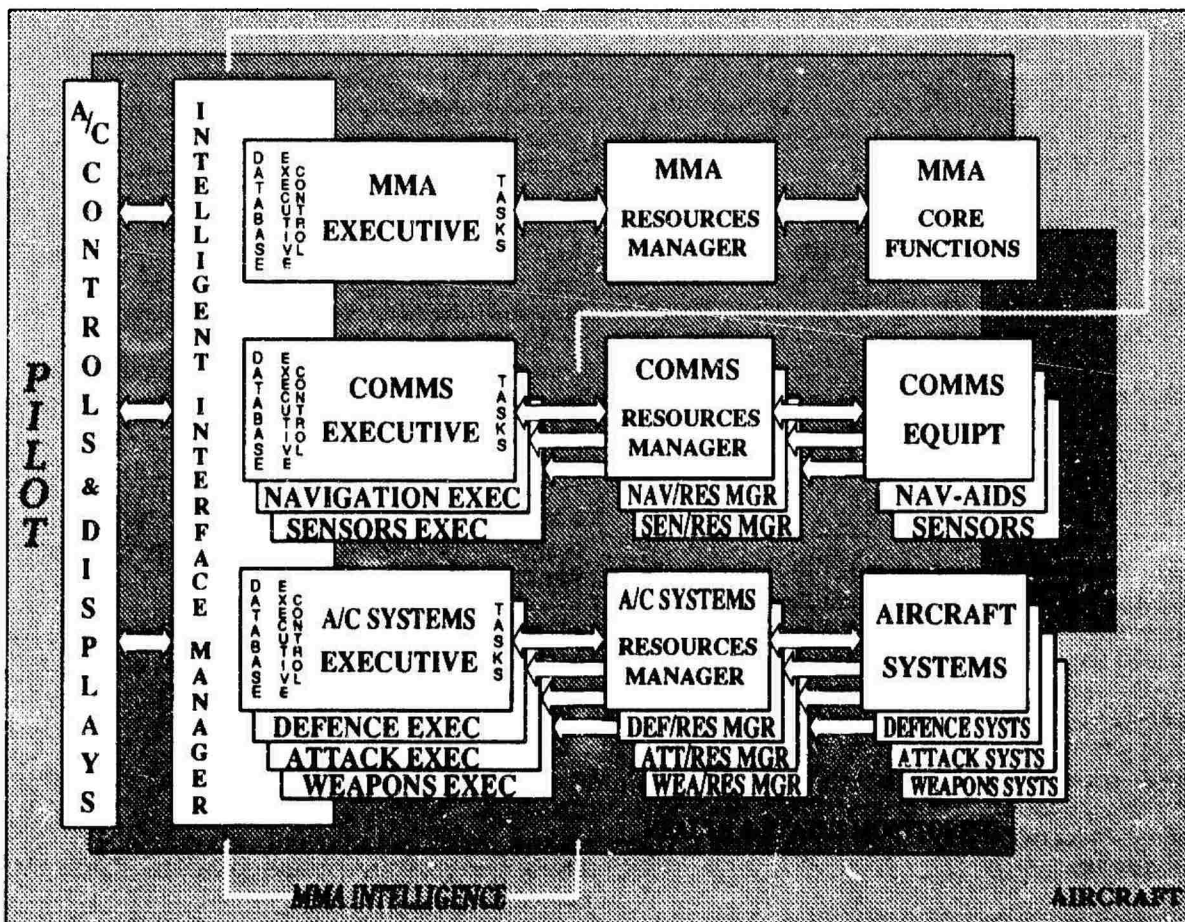 PILOT
A/C CONTROLS & DISPLAYS
INTELLIGENT INTERFACE MANAGER
DATABASE
EXECUTIVE
CONTROL
MMA
EXECUTIVE
TASKS
MMA
RESOURCES
MANAGER
MMA
CORE
FUNCTIONS
DATABASE
EXECUTIVE
CONTROL
COMMS
EXECUTIVE
TASKS
NAVIGATION EXEC
SENSORS EXEC
COMMS
RESOURCES
MANAGER
NAV/RES MGR
SEN/RES MGR
COMMS
EQUIPT
NAV-AIDS
SENSORS
DATABASE
EXECUTIVE
CONTROL
A/C SYSTEMS
EXECUTIVE
TASKS
DEFENCE EXEC
ATTACK EXEC
WEAPONS EXEC
A/C SYSTEMS
RESOURCES
MANAGER
DEF/RES MGR
ATT/RES MGR
WEA/RES MGR
AIRCRAFT
SYSTEMS
DEFENCE SYSTS
ATTACK SYSTS
WEAPONS SYSTS
MMA INTELLIGENCE
AIRCRAFT